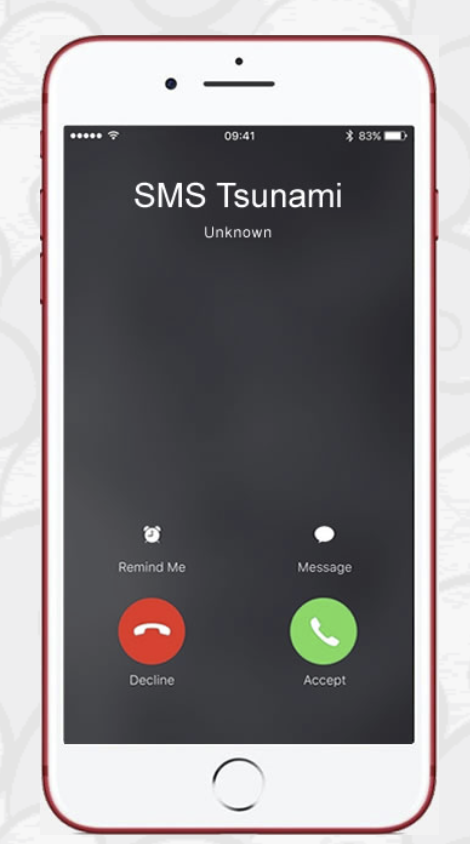 09:41
83%
SMS Tsunami
Unknown
Remind Me
Message
Decline
Accept